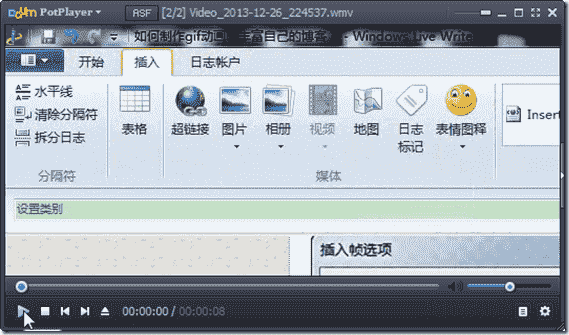 Daum PotPlayer ASF [2/2] Video_2013-12-26_224537.wmv
如何制作gif动画 丰富自己的博客 - Windows Live Write
开始 插入 日志帐户
水平线
清除分隔符
拆分日志
分隔符
表格
超链接 图片 相册 视频 地图 日志标记 表情图释
媒体
Insert
设置类别
插入帧选项
00:00:00 / 00:00:08